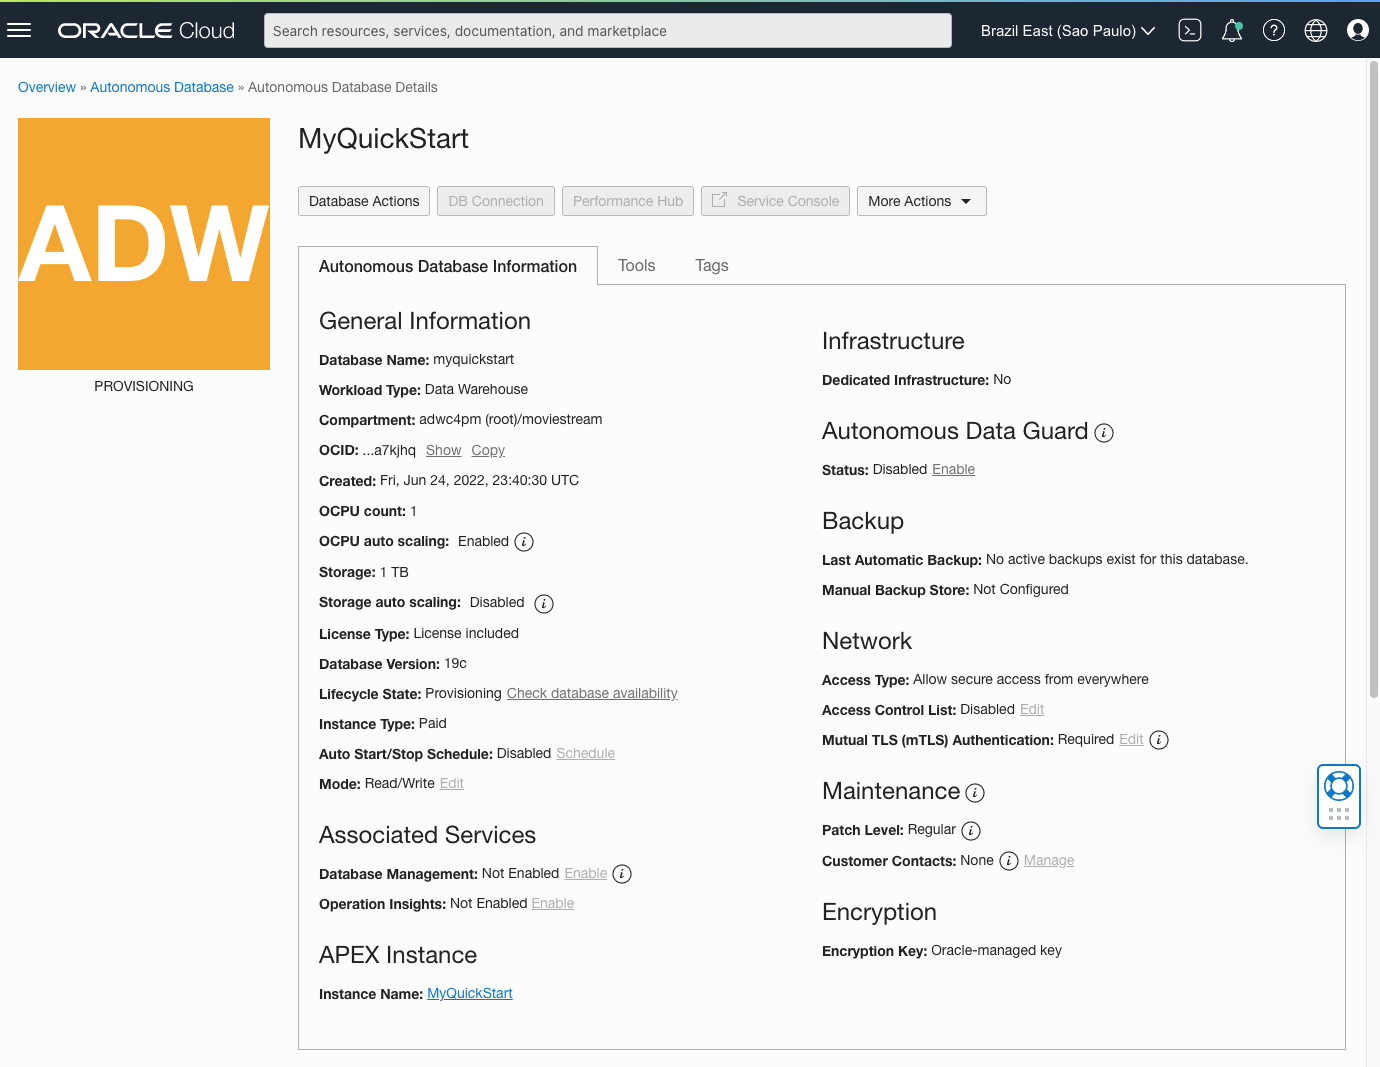 ORACLE Cloud
Search resources, services, documentation, and marketplace
Brazil East (Sao Paulo)
Overview » Autonomous Database » Autonomous Database Details
ADW
PROVISIONING
MyQuickStart
Database Actions DB Connection Performance Hub Service Console More Actions
Autonomous Database Information Tools Tags
General Information
Database Name: myquickstart
Workload Type: Data Warehouse
Compartment: adwc4pm (root)/moviestream
OCID: ...a7kjhq Show Copy
Created: Fri, Jun 24, 2022, 23:40:30 UTC
OCPU count: 1
OCPU auto scaling: Enabled i
Storage: 1 TB
Storage auto scaling: Disabled i
License Type: License included
Database Version: 19c
Lifecycle State: Provisioning Check database availability
Instance Type: Paid
Auto Start/Stop Schedule: Disabled Schedule
Mode: Read/Write Edit
Associated Services
Database Management: Not Enabled Enable i
Operation Insights: Not Enabled Enable
APEX Instance
Instance Name: MyQuickStart
Infrastructure
Dedicated Infrastructure: No
Autonomous Data Guard i
Status: Disabled Enable
Backup
Last Automatic Backup: No active backups exist for this database.
Manual Backup Store: Not Configured
Network
Access Type: Allow secure access from everywhere
Access Control List: Disabled Edit
Mutual TLS (mTLS) Authentication: Required Edit i
Maintenance i
Patch Level: Regular i
Customer Contacts: None i Manage
Encryption
Encryption Key: Oracle-managed key